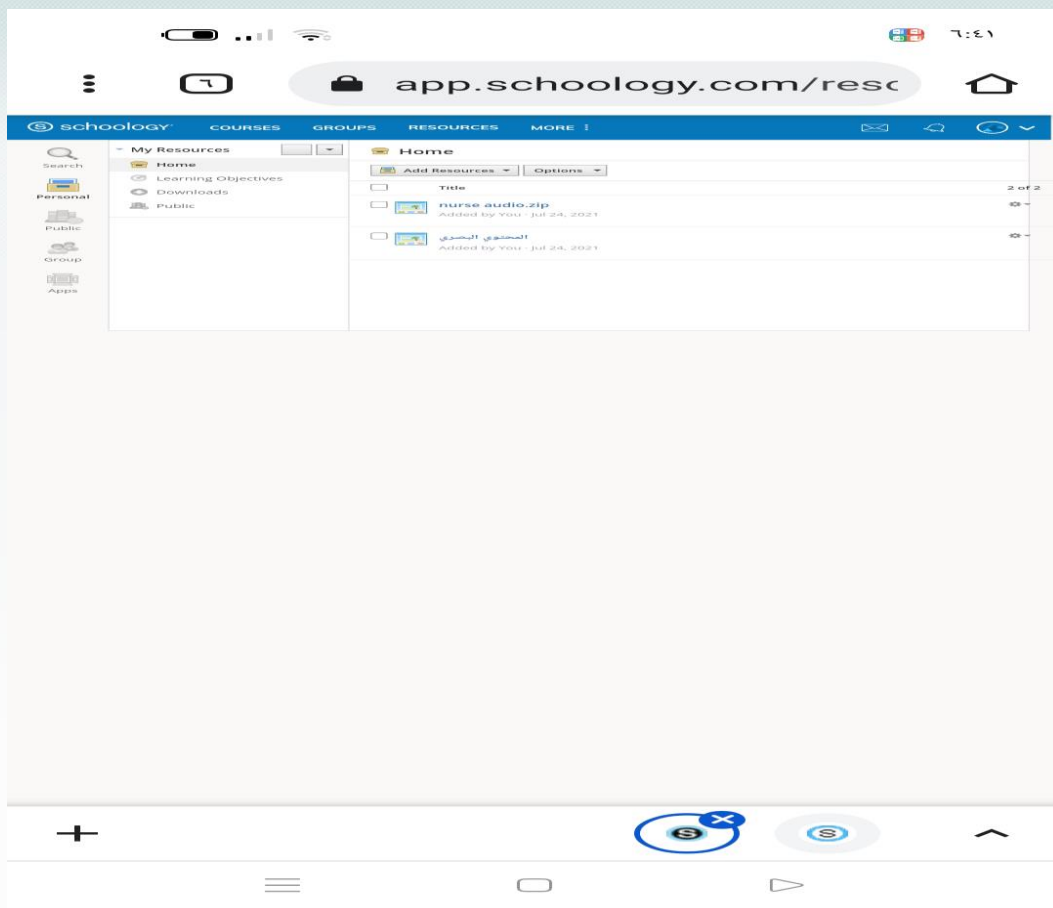 ٦:٤١
٦
app.schoology.com/resc
S schoology COURSES GROUPS RESOURCES MORE
Search
Personal
Public
Group
Apps
My Resources
Home
Learning Objectives
Downloads
Public
Home
Add Resources Options
Title 2 of 2
nurse audio.zip
Added by You · Jul 24, 2021
المحتوي البصري
Added by You · Jul 24, 2021
S S